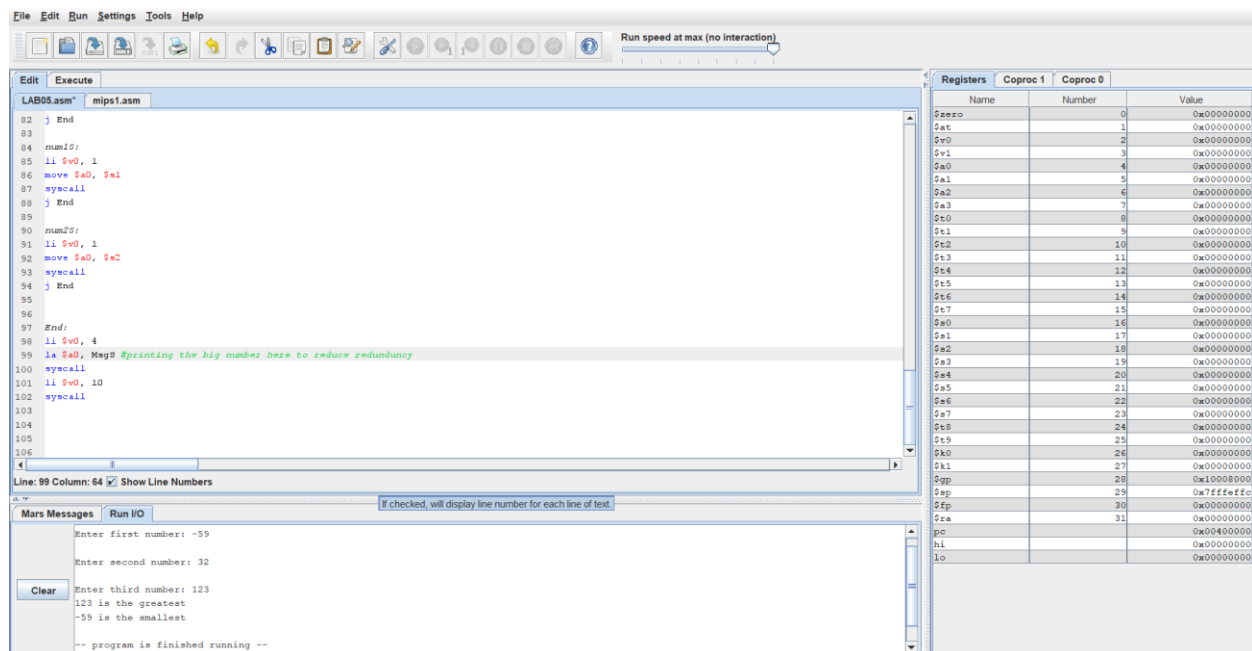 File Edit Run Settings Tools Help
Run speed at max (no interaction)
Edit Execute
LAB05.asm* mips1.asm
82 j End
83
84 num1S:
85 li $v0, 1
86 move $a0, $s1
87 syscall
88 j End
89
90 num2S:
91 li $v0, 1
92 move $a0, $s2
93 syscall
94 j End
95
96
97 End:
98 li $v0, 4
99 la $a0, MsgS #printing the big number here to reduce redunduncy
100 syscall
101 li $v0, 10
102 syscall
103
104
105
106
Line: 99 Column: 64 Show Line Numbers
If checked, will display line number for each line of text.
Mars Messages Run I/O
Clear
Enter first number: -59
Enter second number: 32
Enter third number: 123
123 is the greatest
-59 is the smallest
-- program is finished running --
Registers Coproc 1 Coproc 0
Name Number Value
$zero 0 0x00000000
$at 1 0x00000000
$v0 2 0x00000000
$v1 3 0x00000000
$a0 4 0x00000000
$a1 5 0x00000000
$a2 6 0x00000000
$a3 7 0x00000000
$t0 8 0x00000000
$t1 9 0x00000000
$t2 10 0x00000000
$t3 11 0x00000000
$t4 12 0x00000000
$t5 13 0x00000000
$t6 14 0x00000000
$t7 15 0x00000000
$s0 16 0x00000000
$s1 17 0x00000000
$s2 18 0x00000000
$s3 19 0x00000000
$s4 20 0x00000000
$s5 21 0x00000000
$s6 22 0x00000000
$s7 23 0x00000000
$t8 24 0x00000000
$t9 25 0x00000000
$k0 26 0x00000000
$k1 27 0x00000000
$gp 28 0x10008000
$sp 29 0x7fffeffc
$fp 30 0x00000000
$ra 31 0x00000000
pc 0x00400000
hi 0x00000000
lo 0x00000000